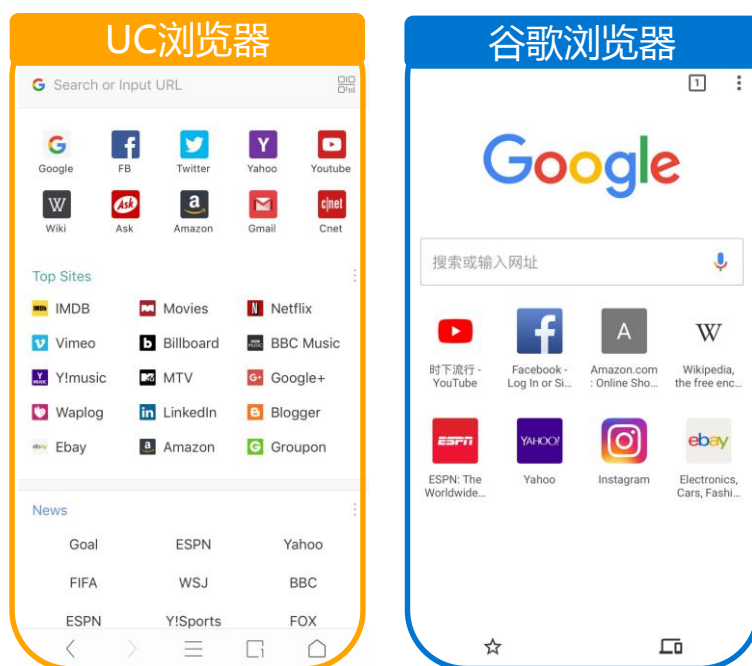 UC浏览器
Search or Input URL
Google FB Twitter Yahoo Youtube
Wiki Ask Amazon Gmail Cnet
Top Sites
IMDB Movies Netflix
Vimeo Billboard BBC Music
Y!music MTV Google+
Waplog LinkedIn Blogger
Ebay Amazon Groupon
News
Goal ESPN Yahoo
FIFA WSJ BBC
ESPN Y!Sports FOX
1
谷歌浏览器
1
Google
搜索或输入网址
时下流行 - Facebook - Amazon.com Wikipedia,
YouTube Log In or Si... : Online Sho... the free enc...
ESPN YAHOO! ebay
ESPN: The Yahoo Instagram Electronics,
Worldwide... Cars, Fashi...